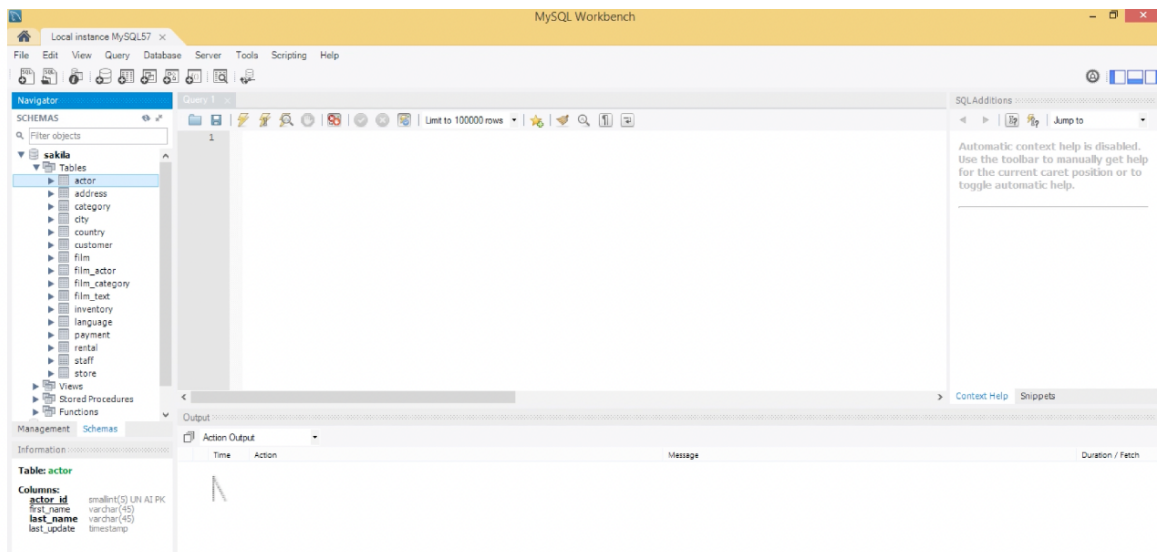 MySQL Workbench
Local instance MySQL57
File Edit View Query Database Server Tools Scripting Help
Navigator
Query 1
SQLAdditions
SCHEMAS
Limit to 100000 rows
Jump to
Filter objects
1
sakila
Tables
actor
address
category
city
country
customer
film
film_actor
film_category
film_text
inventory
language
payment
rental
staff
store
Views
Stored Procedures
Functions
Automatic context help is disabled.
Use the toolbar to manually get help
for the current caret position or to
toggle automatic help.
Context Help Snippets
Management Schemas
Output
Action Output
Time Action Message Duration / Fetch
Information
Table: actor
Columns:
actor_id smallint(5) UN AI PK
first_name varchar(45)
last_name varchar(45)
last_update timestamp